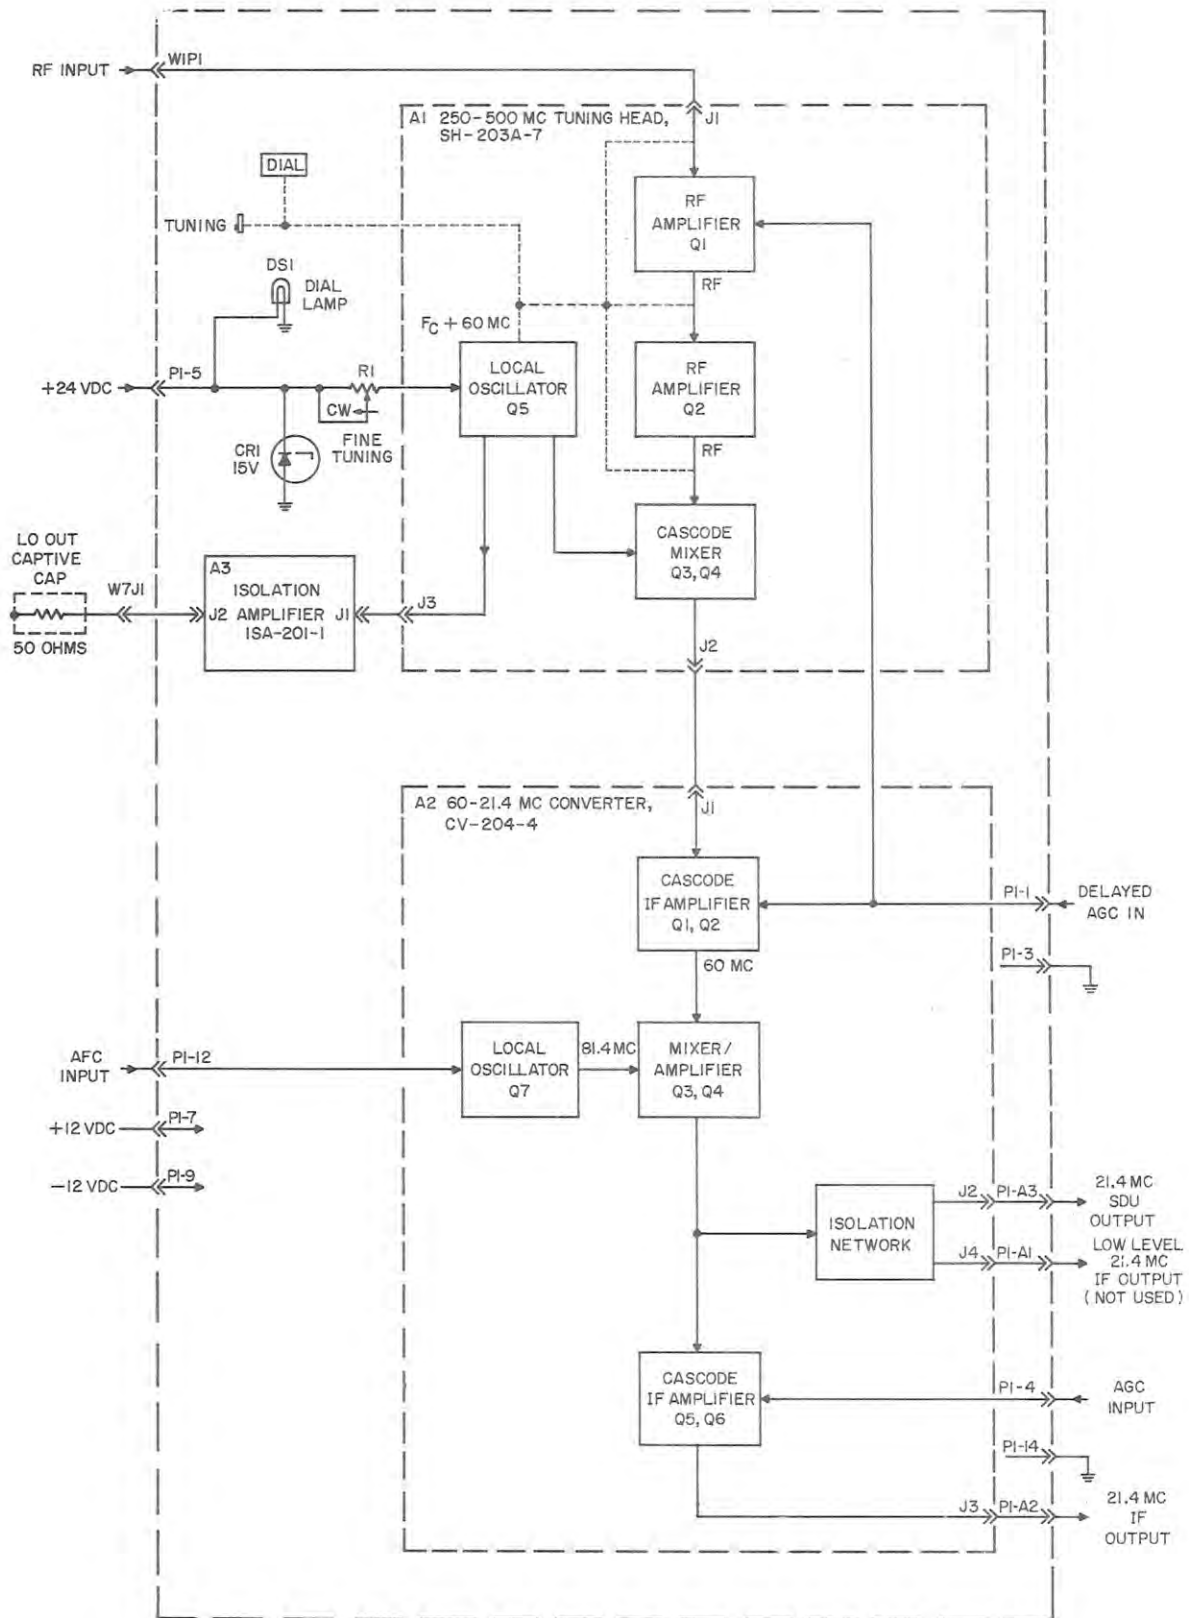 RF INPUT
W1P1
A1 250-500 MC TUNING HEAD,
SH-203A-7
J1
DIAL
TUNING
RF
AMPLIFIER
Q1
RF
DS1
DIAL
LAMP
FC + 60 MC
+24 VDC
P1-5
R1
CW
FINE
TUNING
CR1
15V
LOCAL
OSCILLATOR
Q5
RF
AMPLIFIER
Q2
RF
CASCODE
MIXER
Q3, Q4
LO OUT
CAPTIVE
CAP
50 OHMS
W7J1
A3
ISOLATION
J2 AMPLIFIER J1
ISA-201-1
J3
J2
A2 60-21.4 MC CONVERTER,
CV-204-4
J1
CASCODE
IF AMPLIFIER
Q1, Q2
P1-1
DELAYED
AGC IN
60 MC
P1-3
AFC
INPUT
P1-12
LOCAL
OSCILLATOR
Q7
81.4 MC
MIXER/
AMPLIFIER
Q3, Q4
+12 VDC
P1-7
-12 VDC
P1-9
ISOLATION
NETWORK
J2
P1-A3
21.4 MC
SDU
OUTPUT
J4
P1-A1
LOW LEVEL
21.4 MC
IF OUTPUT
(NOT USED)
CASCODE
IF AMPLIFIER
Q5, Q6
P1-4
AGC
INPUT
P1-14
J3
P1-A2
21.4 MC
IF
OUTPUT